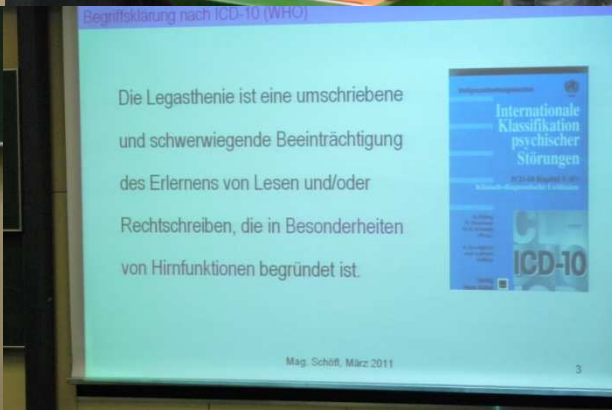 Begriffsklärung nach ICD-10 (WHO)
Die Legasthenie ist eine umschriebene
und schwerwiegende Beeinträchtigung
des Erlernens von Lesen und/oder
Rechtschreiben, die in Besonderheiten
von Hirnfunktionen begründet ist.
Internationale
Klassifikation
psychischer
Störungen
ICD-10
Mag. Schöfl, März 2011
3